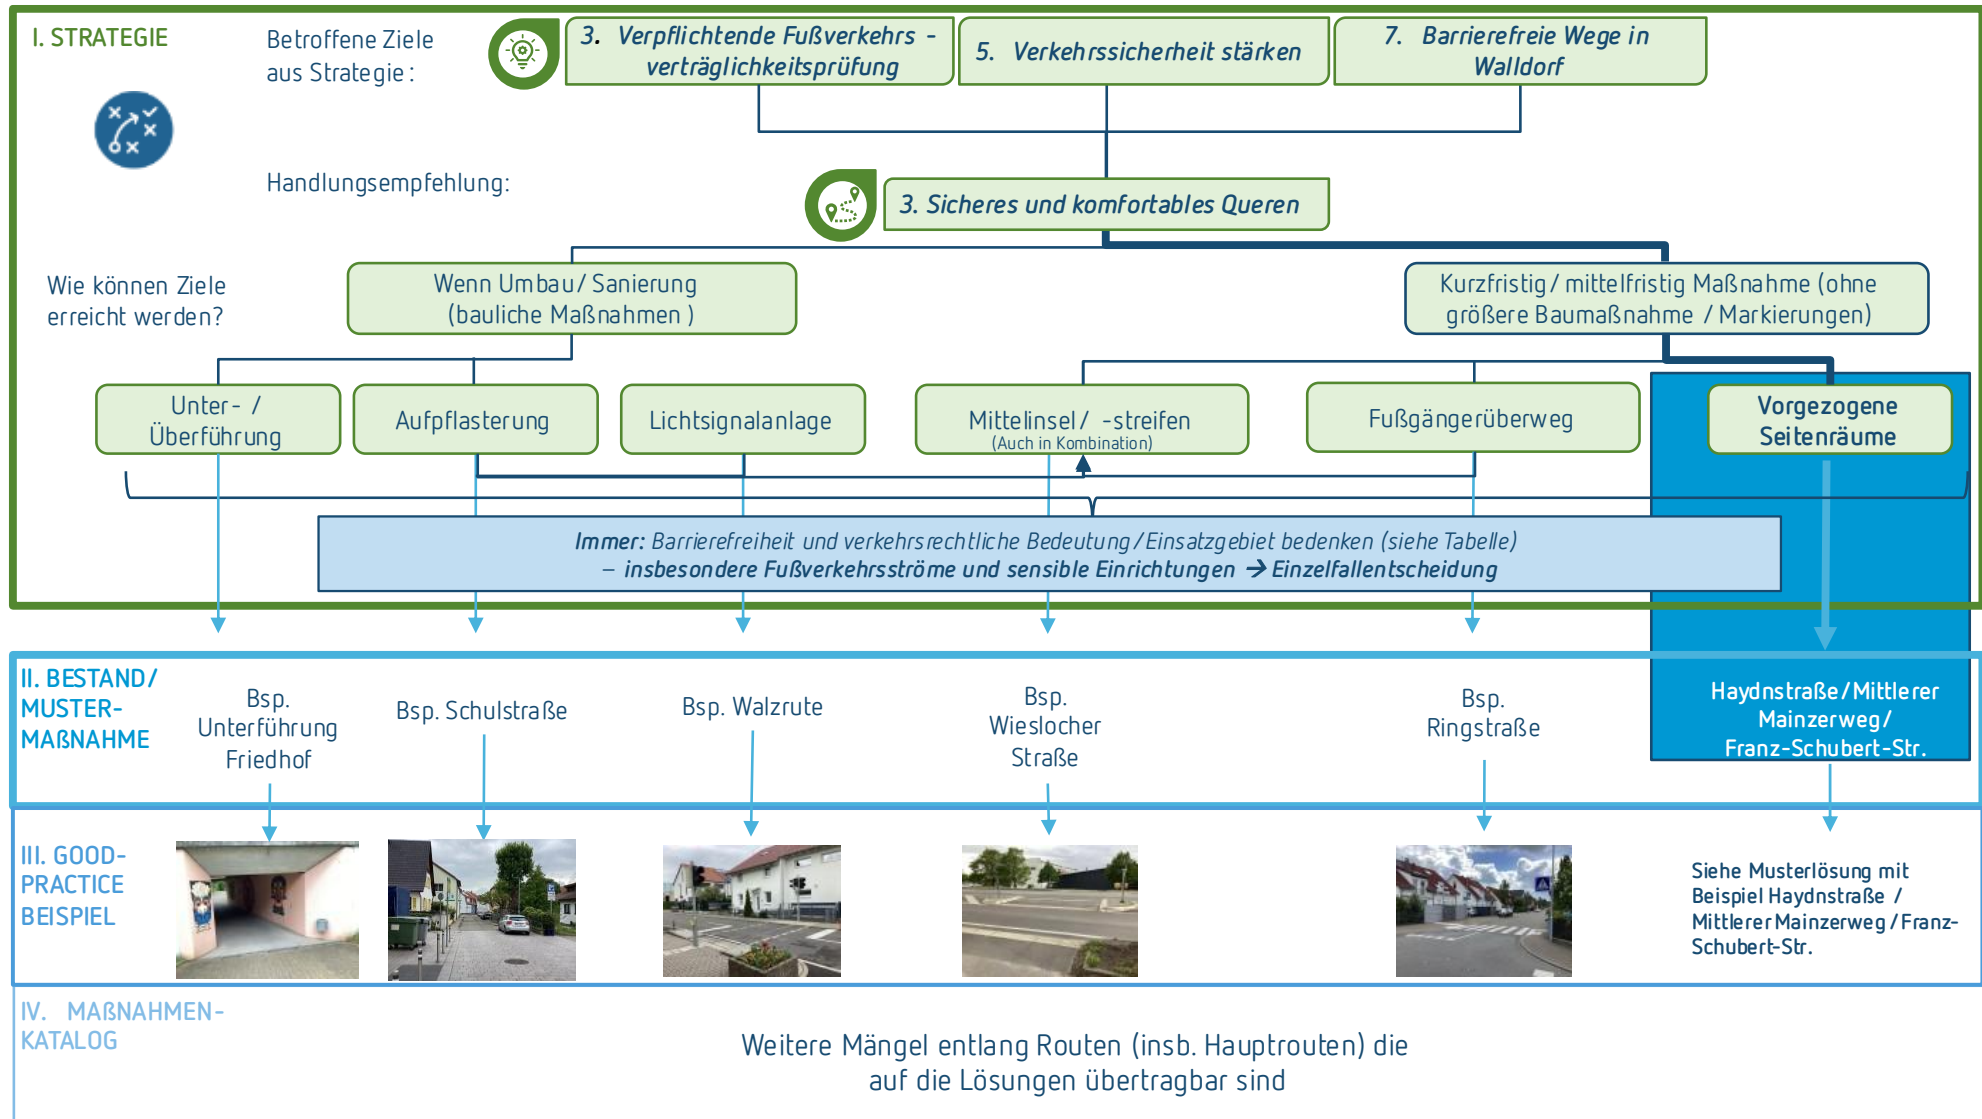 I. STRATEGIE
Betroffene Ziele
aus Strategie :
3. Verpflichtende Fußverkehrs -
verträglichkeitsprüfung
5. Verkehrssicherheit stärken
7. Barrierefreie Wege in
Walldorf
Handlungsempfehlung:
3. Sicheres und komfortables Queren
Wie können Ziele
erreicht werden?
Wenn Umbau/ Sanierung
(bauliche Maßnahmen )
Kurzfristig/ mittelfristig Maßnahme (ohne
größere Baumaßnahme / Markierungen)
Unter- /
Überführung
Aufpflasterung
Lichtsignalanlage
Mittelinsel/ -streifen
(Auch in Kombination)
Fußgängerüberweg
Vorgezogene
Seitenräume
Immer: Barrierefreiheit und verkehrsrechtliche Bedeutung/Einsatzgebiet bedenken (siehe Tabelle)
– insbesondere Fußverkehrsströme und sensible Einrichtungen → Einzelfallentscheidung
II. BESTAND/
MUSTER-
MAßNAHME
Bsp.
Unterführung
Friedhof
Bsp. Schulstraße
Bsp. Walzrute
Bsp.
Wieslocher
Straße
Bsp.
Ringstraße
Haydnstraße/Mittlerer
Mainzerweg/
Franz-Schubert-Str.
III. GOOD-
PRACTICE
BEISPIEL
Siehe Musterlösung mit
Beispiel Haydnstraße /
Mittlerer Mainzerweg / Franz-
Schubert-Str.
IV. MAßNAHMEN-
KATALOG
Weitere Mängel entlang Routen (insb. Hauptrouten) die
auf die Lösungen übertragbar sind